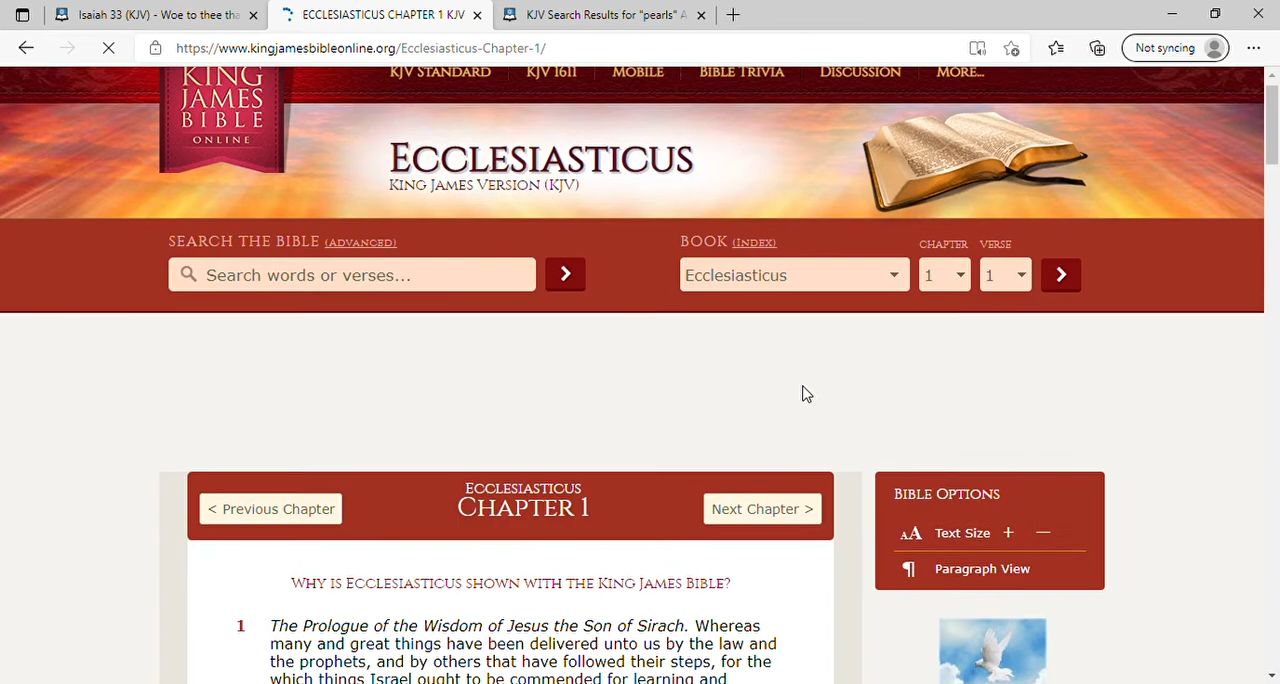 Isaiah 33 (KJV) - Woe to thee tha
ECCLESIASTICUS CHAPTER 1 KJV
KJV Search Results for "pearls" A
https://www.kingjamesbibleonline.org/Ecclesiasticus-Chapter-1/
Not syncing
KING
JAMES
BIBLE
ONLINE
KJV STANDARD
KJV 1611
MOBILE
BIBLE TRIVIA
DISCUSSION
MORE...
ECCLESIASTICUS
KING JAMES VERSION (KJV)
SEARCH THE BIBLE (ADVANCED)
Search words or verses...
BOOK (INDEX)
CHAPTER
VERSE
Ecclesiasticus
1
1
< Previous Chapter
ECCLESIASTICUS
CHAPTER 1
Next Chapter >
BIBLE OPTIONS
AA Text Size + —
¶ Paragraph View
WHY IS ECCLESIASTICUS SHOWN WITH THE KING JAMES BIBLE?
1 The Prologue of the Wisdom of Jesus the Son of Sirach. Whereas
many and great things have been delivered unto us by the law and
the prophets, and by others that have followed their steps, for the
which things Israel ought to be commended for learning and